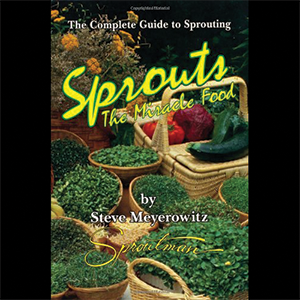 The Complete Guide to Sprouting
Sprouts
The Miracle Food
by
Steve Meyerowitz
Sproutman